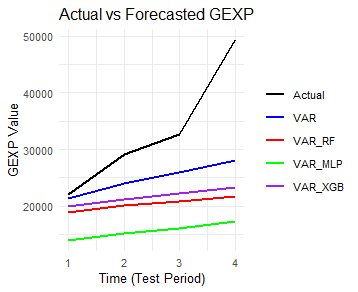 Actual vs Forecasted GEXP
50000
40000
30000
20000
GEXP Value
1 2 3 4
Time (Test Period)
Actual
VAR
VAR_RF
VAR_MLP
VAR_XGB